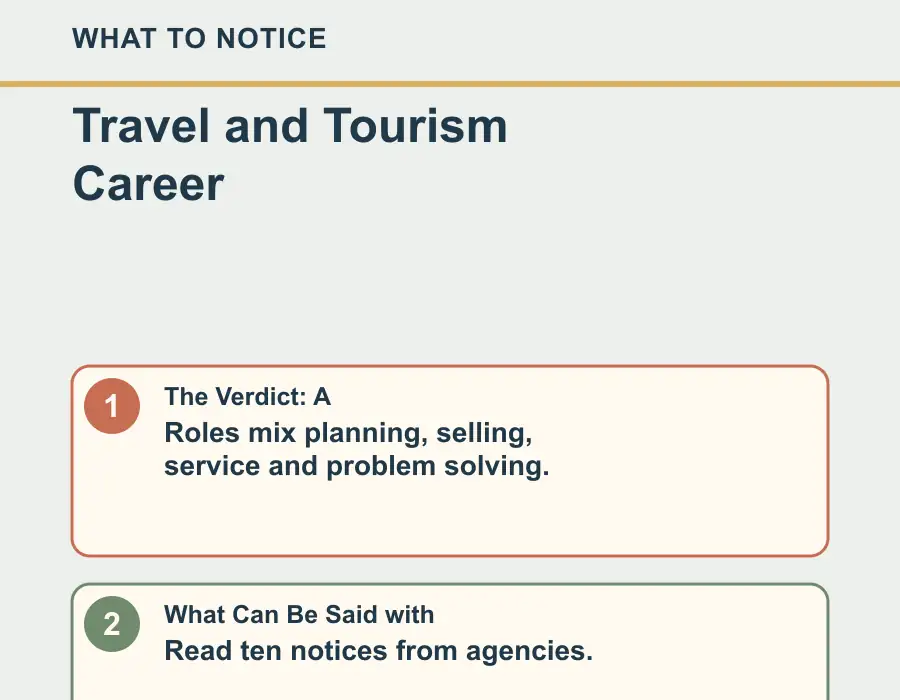 WHAT TO NOTICE
Travel and Tourism
Career
1
The Verdict: A
Roles mix planning, selling,
service and problem solving.
2
What Can Be Said with
Read ten notices from agencies.